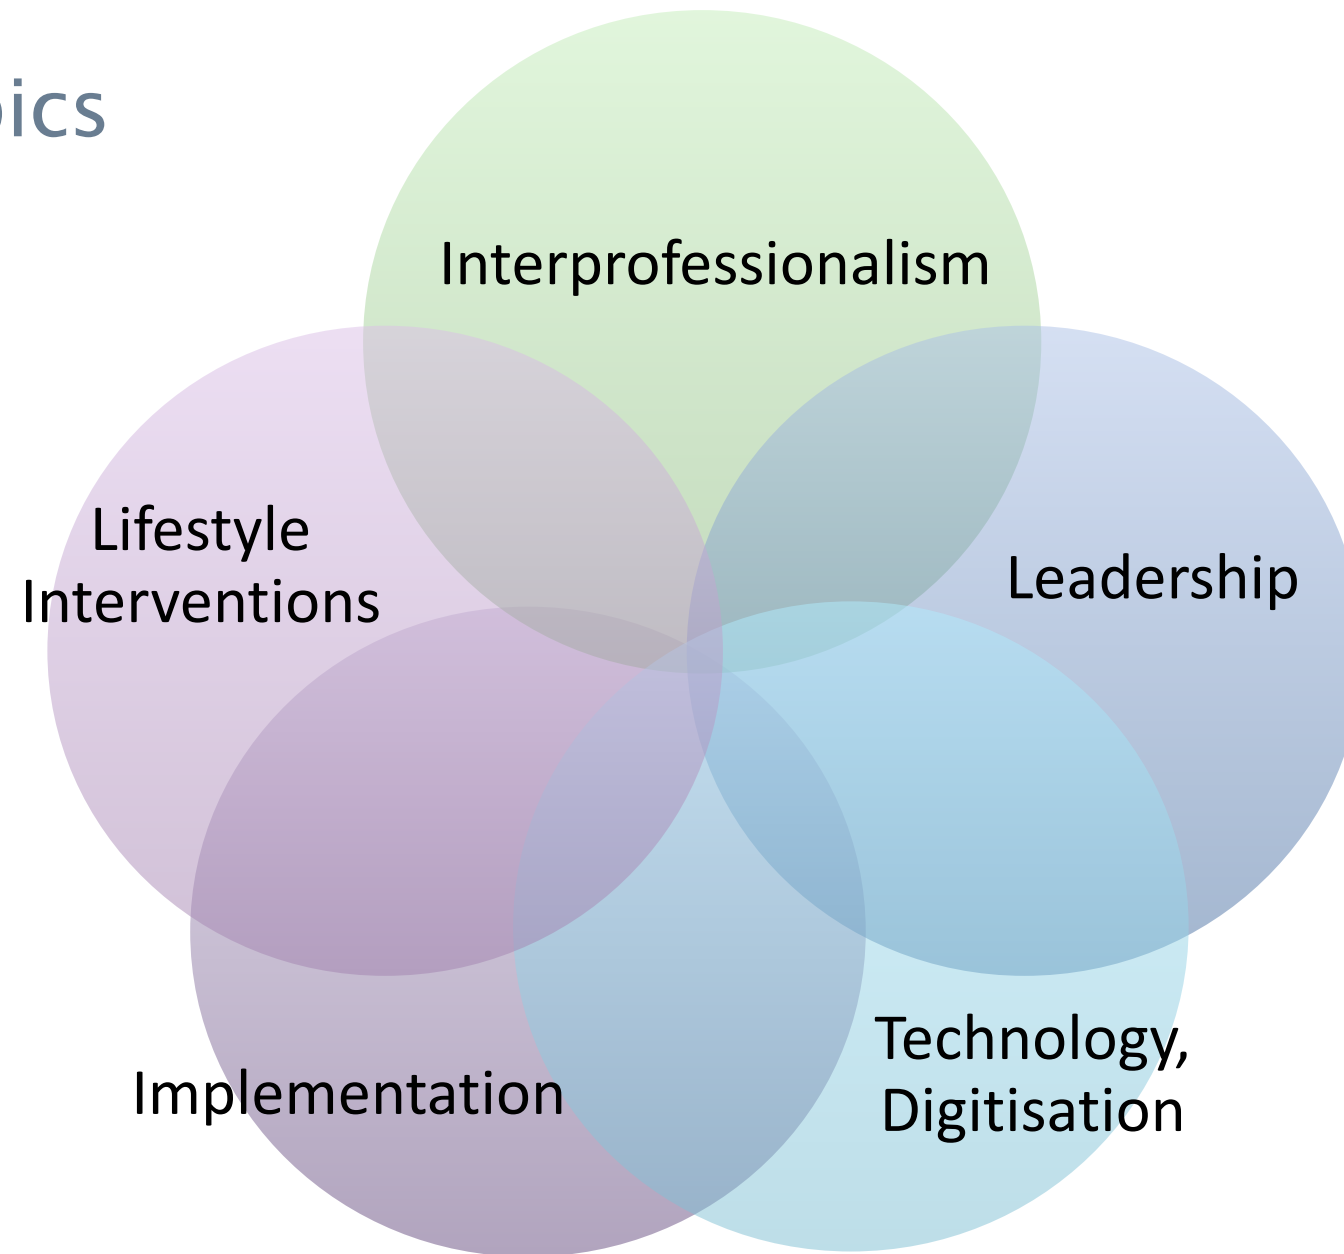 pics
Interprofessionalism
Lifestyle
Interventions
Leadership
Technology,
Digitisation
Implementation